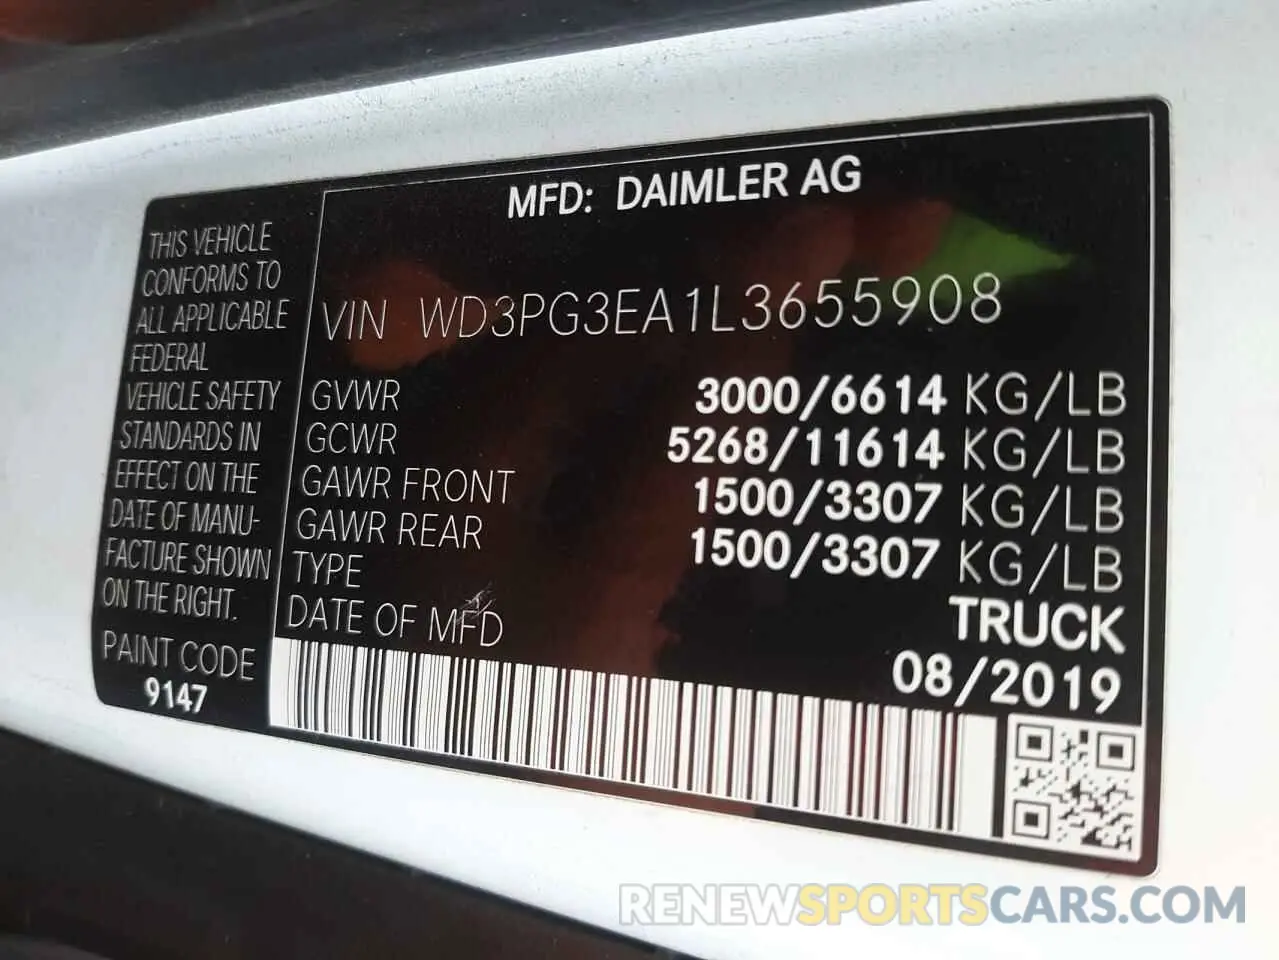 THIS VEHICLE
CONFORMS TO
ALL APPLICABLE
FEDERAL
VEHICLE SAFETY
STANDARDS IN
EFFECT ON THE
DATE OF MANU-
FACTURE SHOWN
ON THE RIGHT.
PAINT CODE
9147
MFD: DAIMLER AG
VIN WD3PG3EA1L3655908
GVWR 3000/6614 KG/LB
GCWR 5268/11614 KG/LB
GAWR FRONT 1500/3307 KG/LB
GAWR REAR 1500/3307 KG/LB
TYPE TRUCK
DATE OF MFD 08/2019
RENEWSPORTSCARS.COM